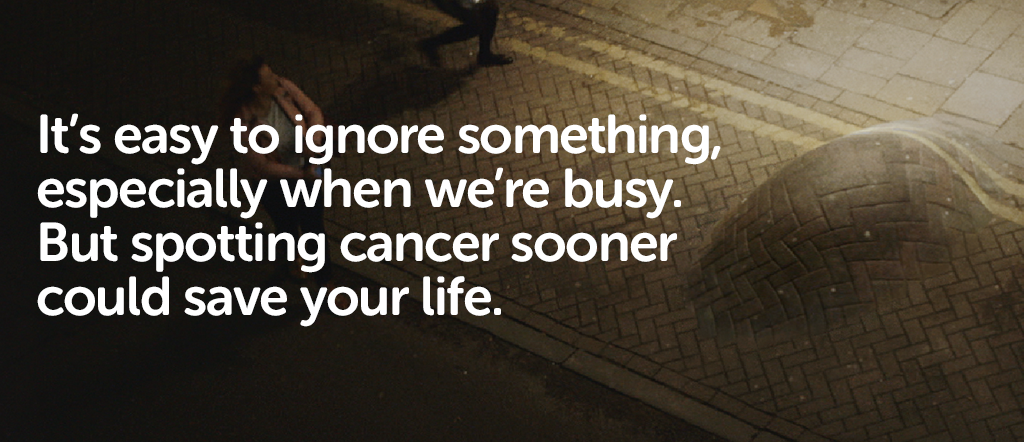 It’s easy to ignore something,
especially when we’re busy.
But spotting cancer sooner
could save your life.